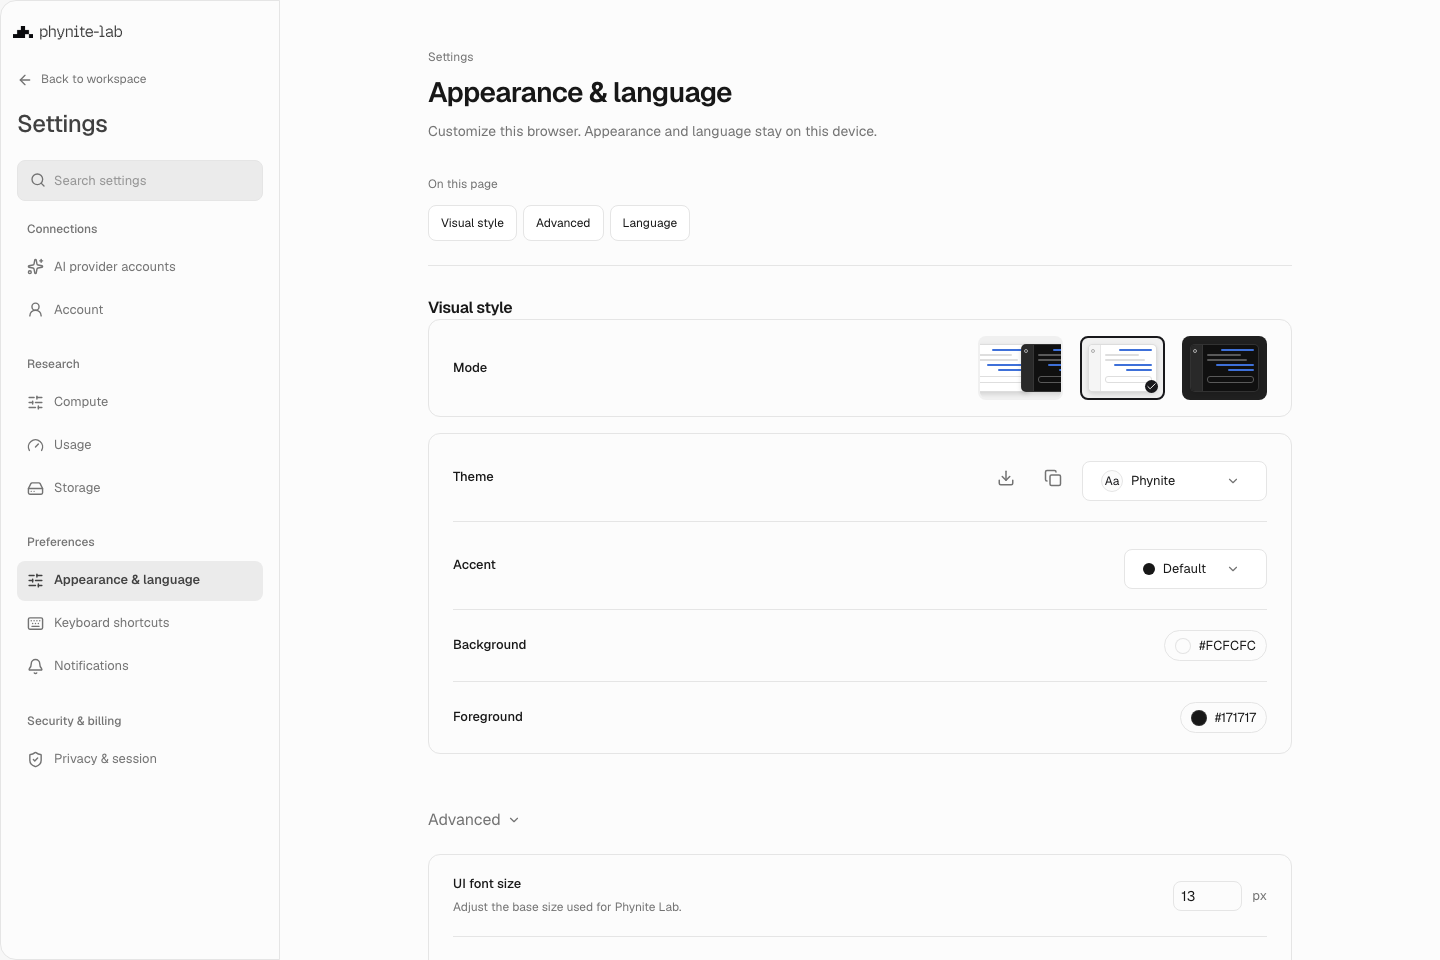 phynite-lab
Back to workspace
Settings
Search settings
Connections
AI provider accounts
Account
Research
Compute
Usage
Storage
Preferences
Appearance & language
Keyboard shortcuts
Notifications
Security & billing
Privacy & session
Settings
Appearance & language
Customize this browser. Appearance and language stay on this device.
On this page
Visual style
Advanced
Language
Visual style
Mode
Theme
Aa Phynite
Accent
Default
Background
#FCFCFC
Foreground
#171717
Advanced
UI font size
Adjust the base size used for Phynite Lab.
13 px